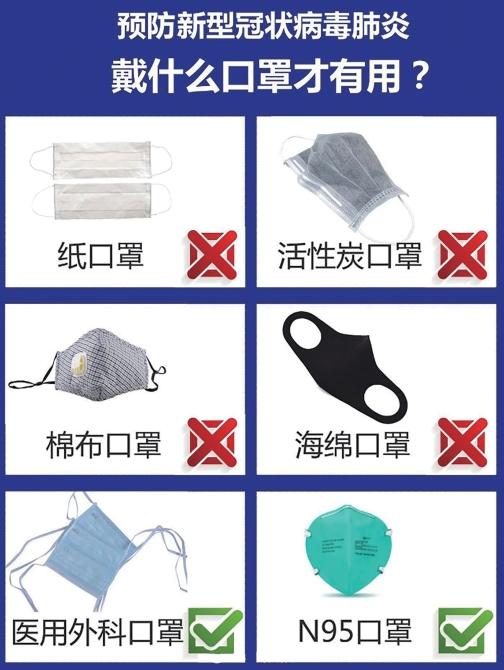 预防新型冠状病毒肺炎
戴什么口罩才有用？
纸口罩
活性炭口罩
棉布口罩
海绵口罩
医用外科口罩
N95口罩